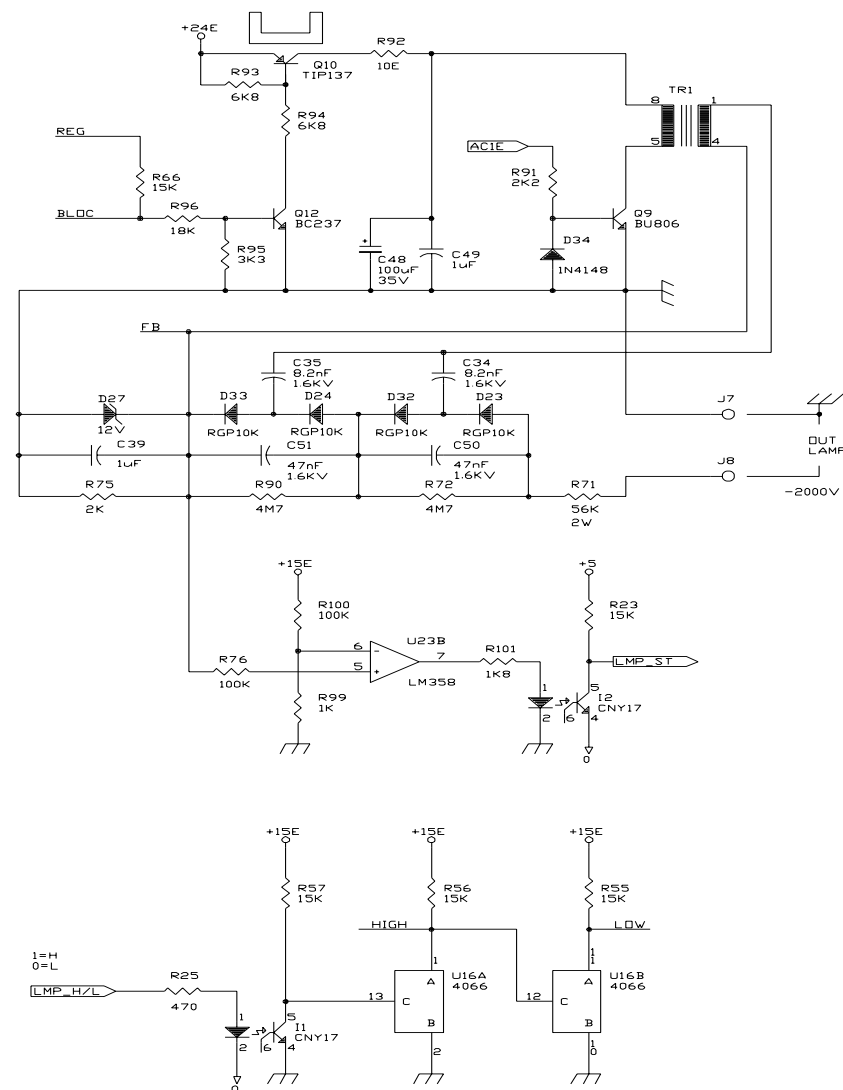 +24E
Q10
TIP137
R92
10E
R93
6K8
R94
6K8
TR1
8
1
5
4
REG
R66
15K
BLOC
R96
18K
R95
3K3
Q12
BC237
AC1E
R91
2K2
Q9
BU806
D34
1N4148
+
C48
100uF
35V
C49
1uF
FB
C35
8.2nF
1.6KV
C34
8.2nF
1.6KV
D27
12V
D33
RGP10K
D24
RGP10K
D32
RGP10K
D23
RGP10K
C39
1uF
C51
47nF
1.6KV
C50
47nF
1.6KV
R75
2K
R90
4M7
R72
4M7
R71
56K
2W
J7
J8
OUT
LAMP
-2000V
+15E
R100
100K
R76
100K
R99
1K
6
-
5
+
U23B
7
LM358
R101
1K8
1
2
+5
R23
15K
LMP_ST
5
I2
CNY17
6
4
0
+15E
R57
15K
+15E
R56
15K
+15E
R55
15K
HIGH
LOW
1=H
0=L
LMP_H/L
R25
470
1
2
0
5
I1
CNY17
6
4
13
C
1
A
B
2
U16A
4066
12
C
1
1
A
B
1
0
U16B
4066